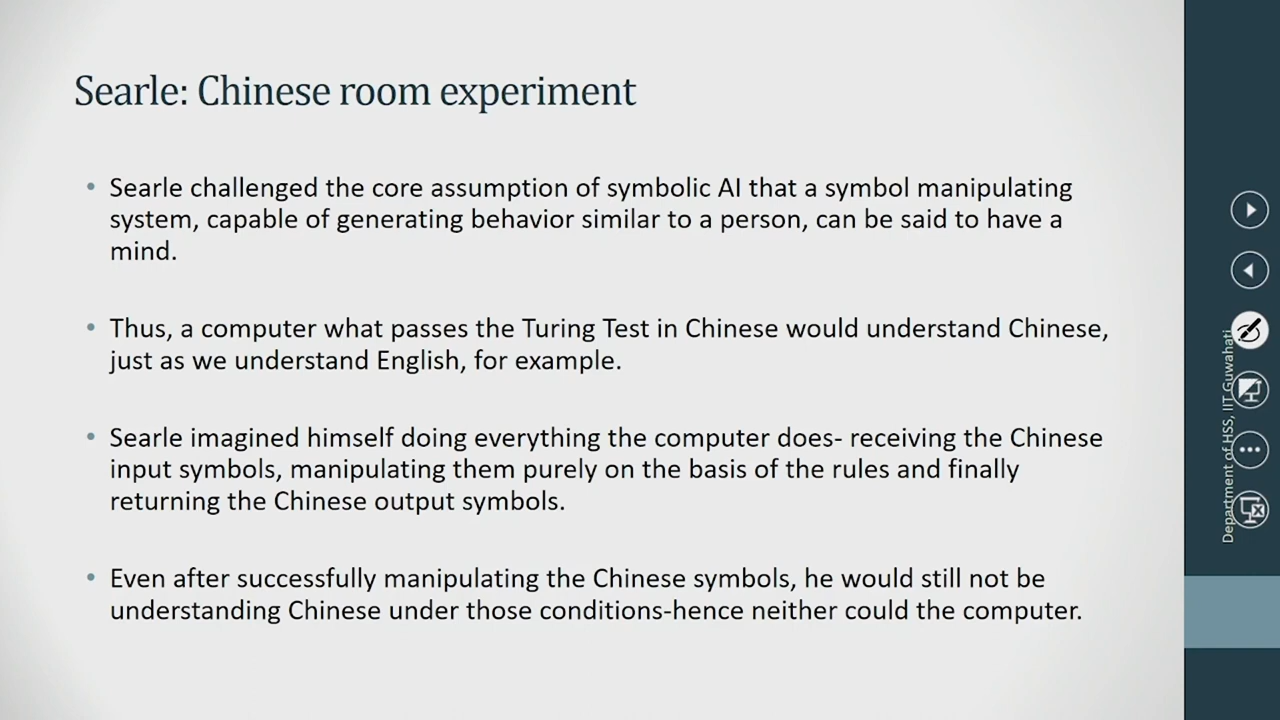 Searle: Chinese room experiment
• Searle challenged the core assumption of symbolic AI that a symbol manipulating
system, capable of generating behavior similar to a person, can be said to have a
mind.
• Thus, a computer what passes the Turing Test in Chinese would understand Chinese,
just as we understand English, for example.
• Searle imagined himself doing everything the computer does- receiving the Chinese
input symbols, manipulating them purely on the basis of the rules and finally
returning the Chinese output symbols.
• Even after successfully manipulating the Chinese symbols, he would still not be
understanding Chinese under those conditions-hence neither could the computer.
Department of HSS, IIT Guwahati